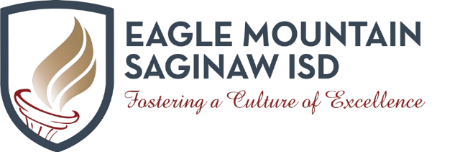 EAGLE MOUNTAIN
SAGINAW ISD
Fostering a Culture of Excellence